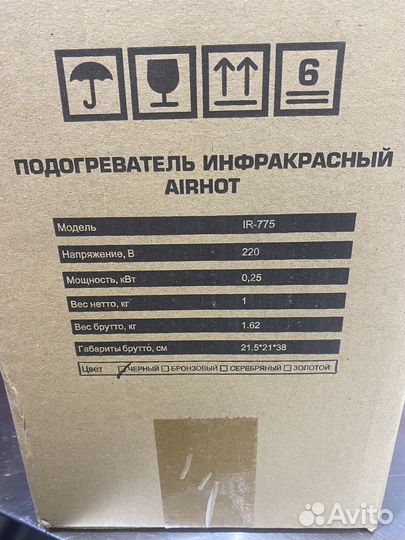 6
ПОДОГРЕВАТЕЛЬ ИНФРАКРАСНЫЙ
AIRHOT
Модель IR-775
Напряжение, В 220
Мощность, кВт 0,25
Вес нетто, кг 1
Вес брутто, кг 1.62
Габариты брутто, см 21.5*21*38
Цвет ЧЕРНЫЙ БРОНЗОВЫЙ СЕРЕБРЯНЫЙ ЗОЛОТОЙ
Avito